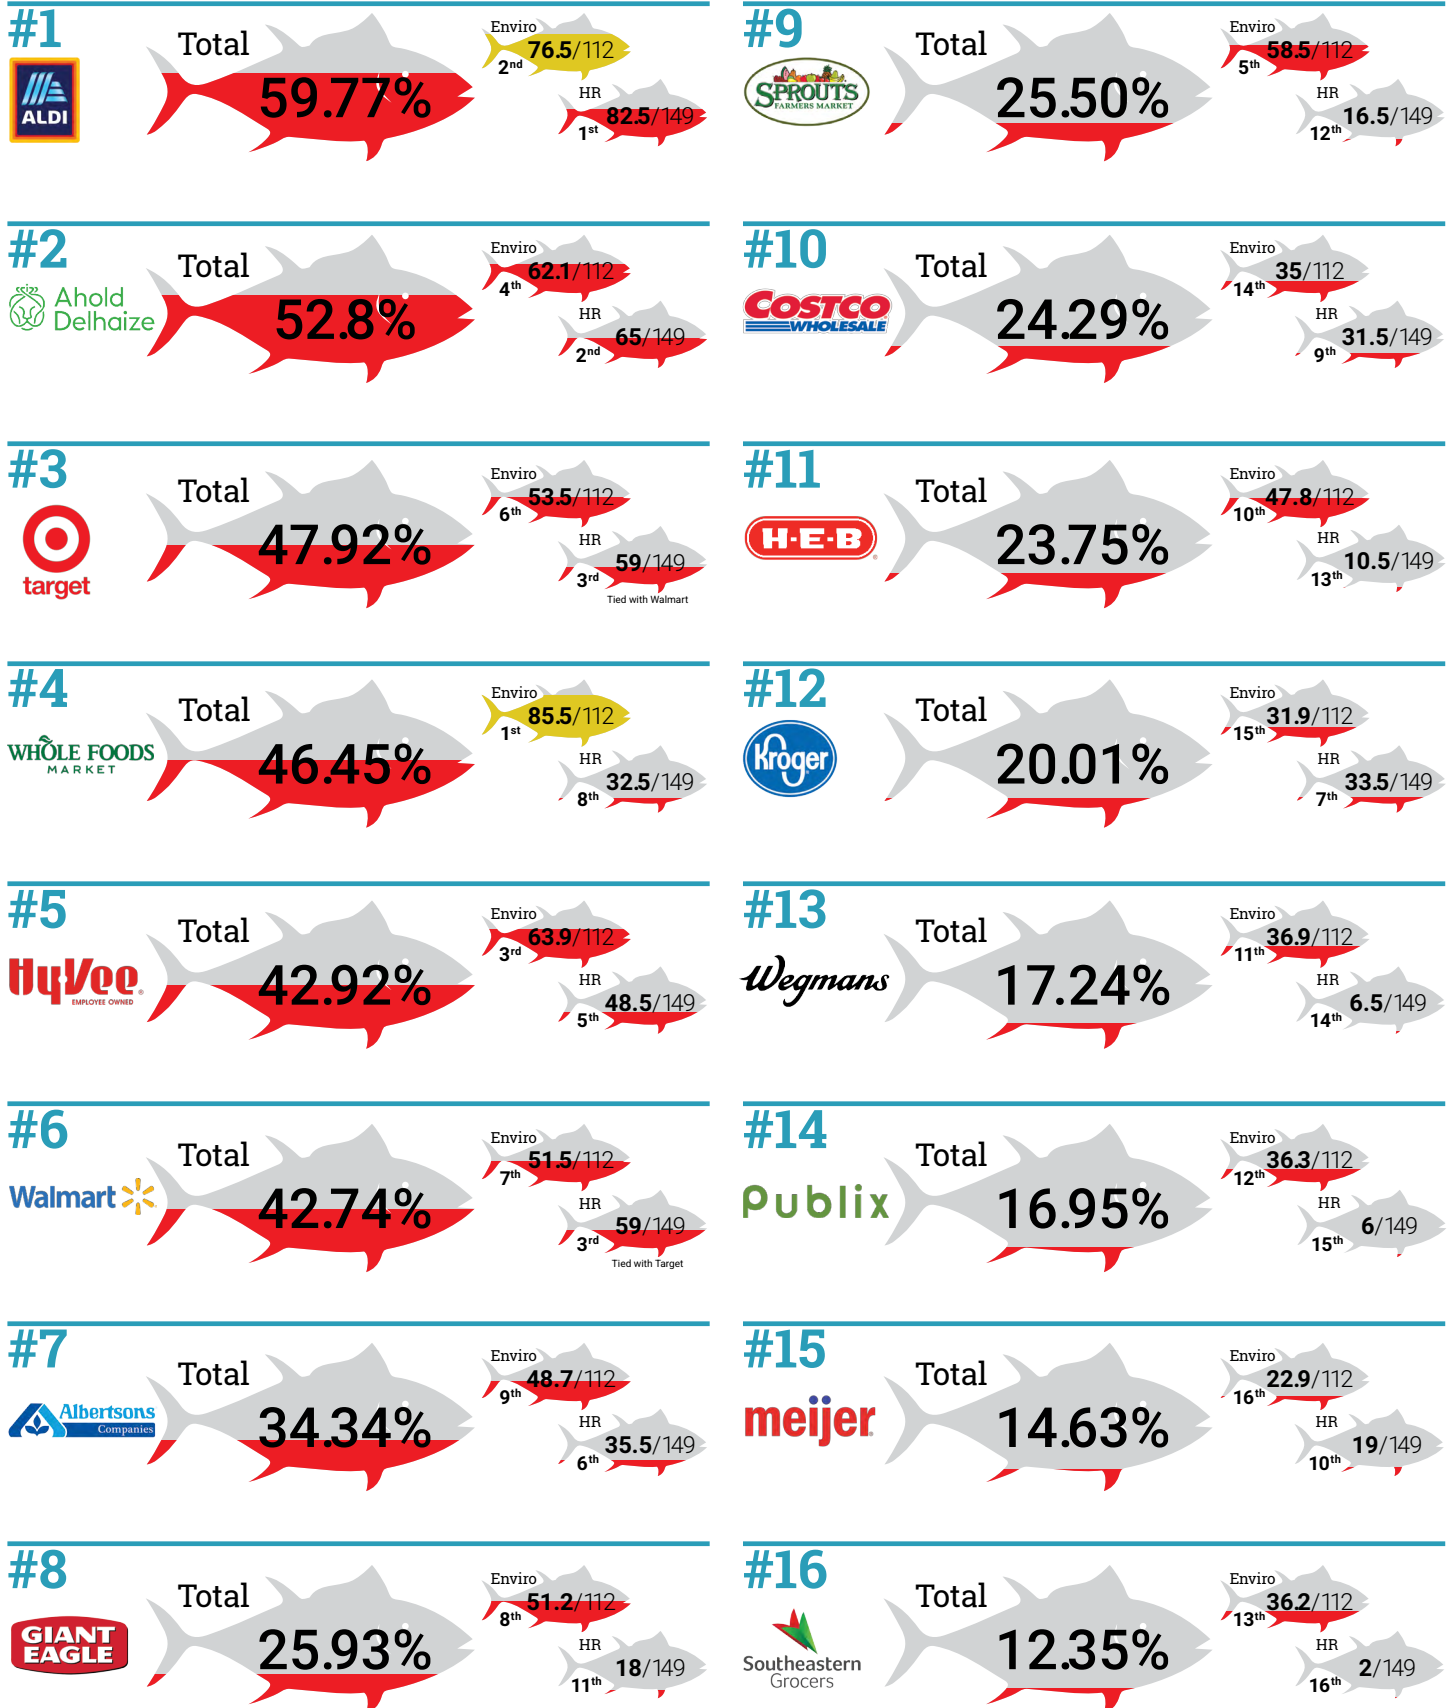 #1
Total
59.77%
ALDI
Enviro
76.5/112
2nd
HR
82.5/149
1st
#2
Total
52.8%
Ahold
Delhaize
Enviro
62.1/112
4th
HR
65/149
2nd
#3
Total
47.92%
target
Enviro
53.5/112
6th
HR
59/149
3rd
Tied with Walmart
#4
Total
46.45%
WHOLE FOODS
MARKET
Enviro
85.5/112
1st
HR
32.5/149
8th
#5
Total
42.92%
HyVee
EMPLOYEE OWNED
Enviro
63.9/112
3rd
HR
48.5/149
5th
#6
Total
42.74%
Walmart
Enviro
51.5/112
7th
HR
59/149
3rd
Tied with Target
#7
Total
34.34%
Albertsons
Companies
Enviro
48.7/112
9th
HR
35.5/149
6th
#8
Total
25.93%
GIANT
EAGLE
Enviro
51.2/112
8th
HR
18/149
11th
#9
Total
25.50%
SPROUTS
FARMERS MARKET
Enviro
58.5/112
5th
HR
16.5/149
12th
#10
Total
24.29%
COSTCO
WHOLESALE
Enviro
35/112
14th
HR
31.5/149
9th
#11
Total
23.75%
H-E-B
Enviro
47.8/112
10th
HR
10.5/149
13th
#12
Total
20.01%
Kroger
Enviro
31.9/112
15th
HR
33.5/149
7th
#13
Total
17.24%
Wegmans
Enviro
36.9/112
11th
HR
6.5/149
14th
#14
Total
16.95%
Publix
Enviro
36.3/112
12th
HR
6/149
15th
#15
Total
14.63%
meijer
Enviro
22.9/112
16th
HR
19/149
10th
#16
Total
12.35%
Southeastern
Grocers
Enviro
36.2/112
13th
HR
2/149
16th